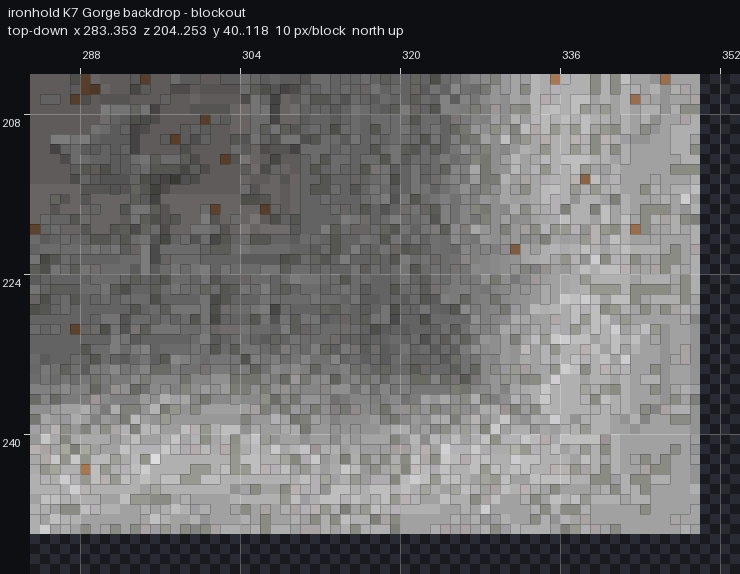 ironhold K7 Gorge backdrop - blockout
top-down  x 283..353  z 204..253  y 40..118  10 px/block  north up
288 304 320 336 352
208
224
240